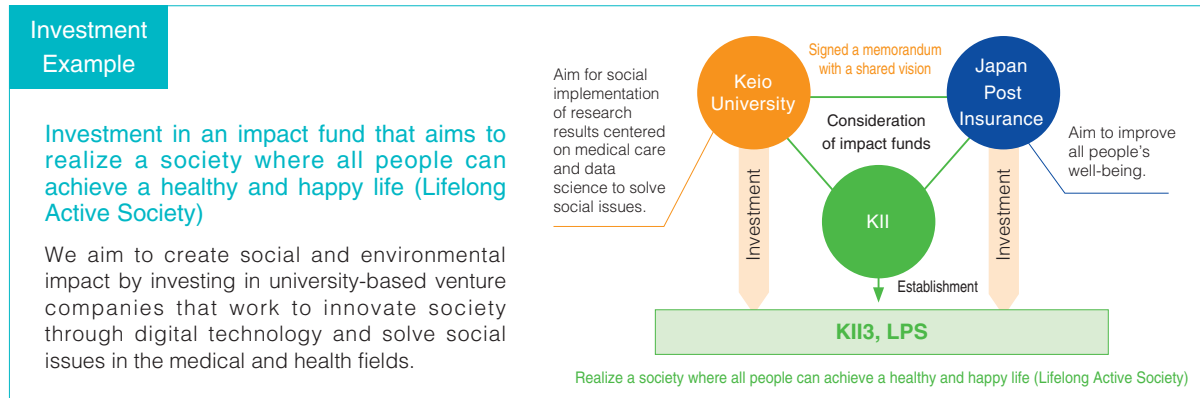 Investment
Example
Investment in an impact fund that aims to
realize a society where all people can
achieve a healthy and happy life (Lifelong
Active Society)
We aim to create social and environmental
impact by investing in university-based venture
companies that work to innovate society
through digital technology and solve social
issues in the medical and health fields.
Aim for social
implementation
of research
results centered
on medical care
and data
science to solve
social issues.
Keio
University
Signed a memorandum
with a shared vision
Japan
Post
Insurance
Consideration
of impact funds
Aim to improve
all people's
well-being.
KII
Investment
Investment
Establishment
KII3, LPS
Realize a society where all people can achieve a healthy and happy life (Lifelong Active Society)